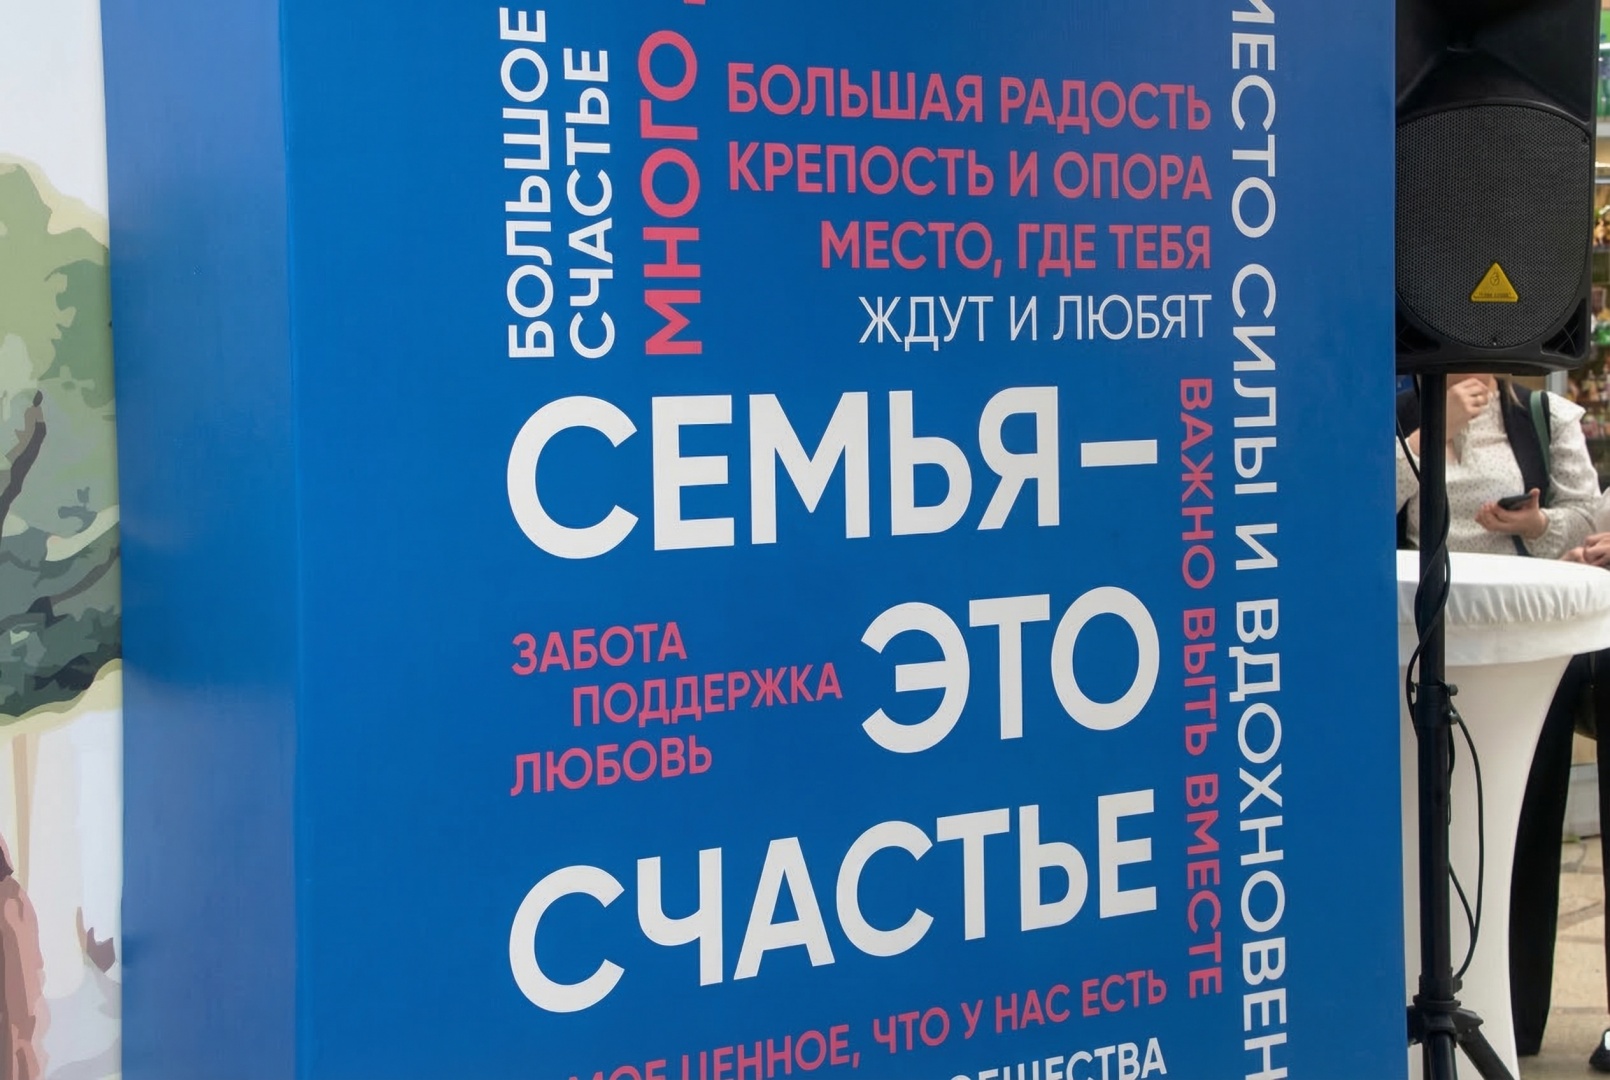 БОЛЬШОЕ
СЧАСТЬЕ
МНОГО
БОЛЬШАЯ РАДОСТЬ
КРЕПОСТЬ И ОПОРА
МЕСТО, ГДЕ ТЕБЯ
ЖДУТ И ЛЮБЯТ
СЕМЬЯ–
ЗАБОТА
ПОДДЕРЖКА
ЛЮБОВЬ
ЭТО
СЧАСТЬЕ
ВАЖНО ВЫТЬ ВМЕСТЕ
МЕСТО СИЛЫ И ВДОХНОВЕН
ЦЕННОЕ, ЧТО У НАС ЕСТЬ